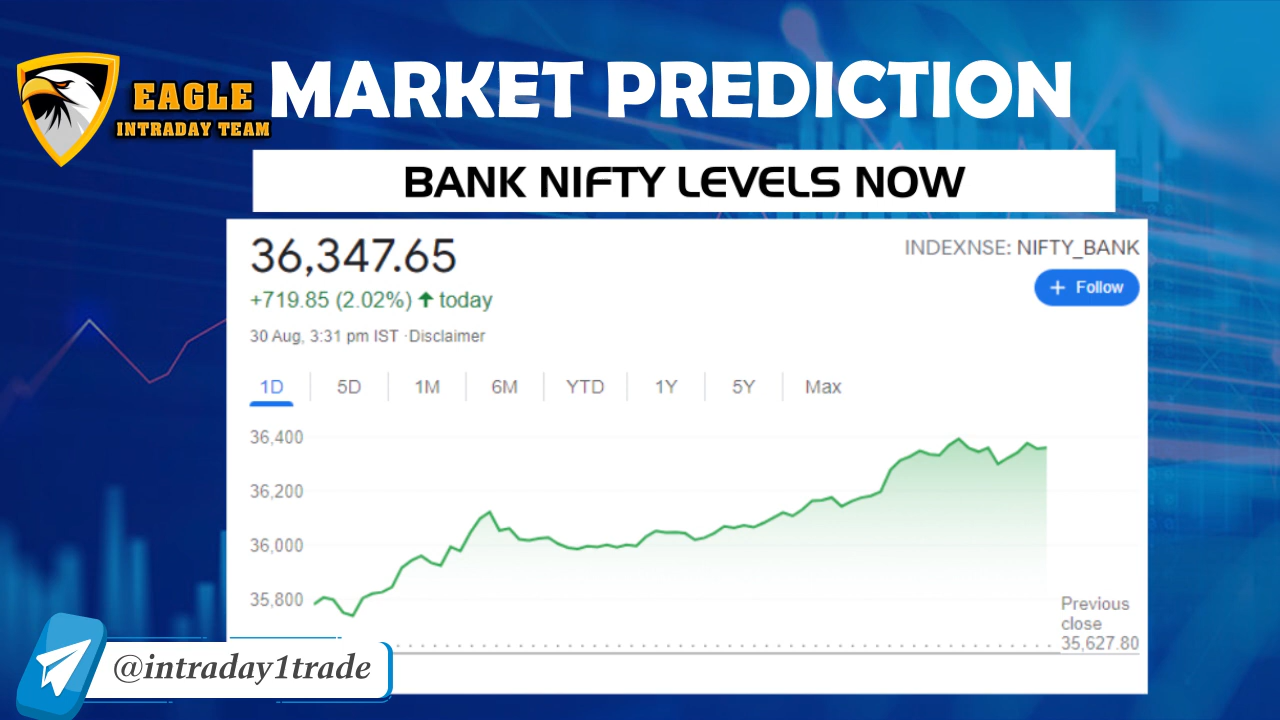 MARKET PREDICTION
EAGLE
INTRADAY TEAM
BANK NIFTY LEVELS NOW
36,347.65
INDEXNSE: NIFTY_BANK
+719.85 (2.02%) ↑ today
+ Follow
30 Aug, 3:31 pm IST ·Disclaimer
1D 5D 1M 6M YTD 1Y 5Y Max
36,400
36,200
36,000
35,800
Previous
close
35,627.80
@intraday1trade